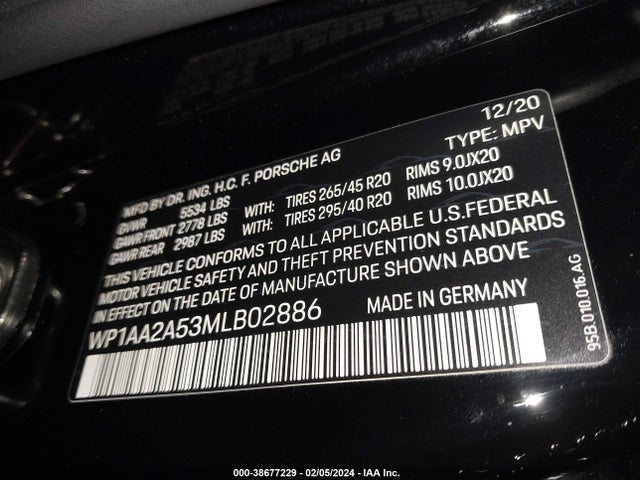 12/20
TYPE: MPV
MFD BY DR. ING. H.C. F. PORSCHE AG
GVWR 5534 LBS
GAWR FRONT 2778 LBS WITH: TIRES 265/45 R20 RIMS 9.0JX20
GAWR REAR 2987 LBS WITH: TIRES 295/40 R20 RIMS 10.0JX20
THIS VEHICLE CONFORMS TO ALL APPLICABLE U.S.FEDERAL
MOTOR VEHICLE SAFETY AND THEFT PREVENTION STANDARDS
IN EFFECT ON THE DATE OF MANUFACTURE SHOWN ABOVE
WP1AA2A53MLB02886 MADE IN GERMANY
95B.010.016.AG
000-38677229 - 02/05/2024 - IAA Inc.